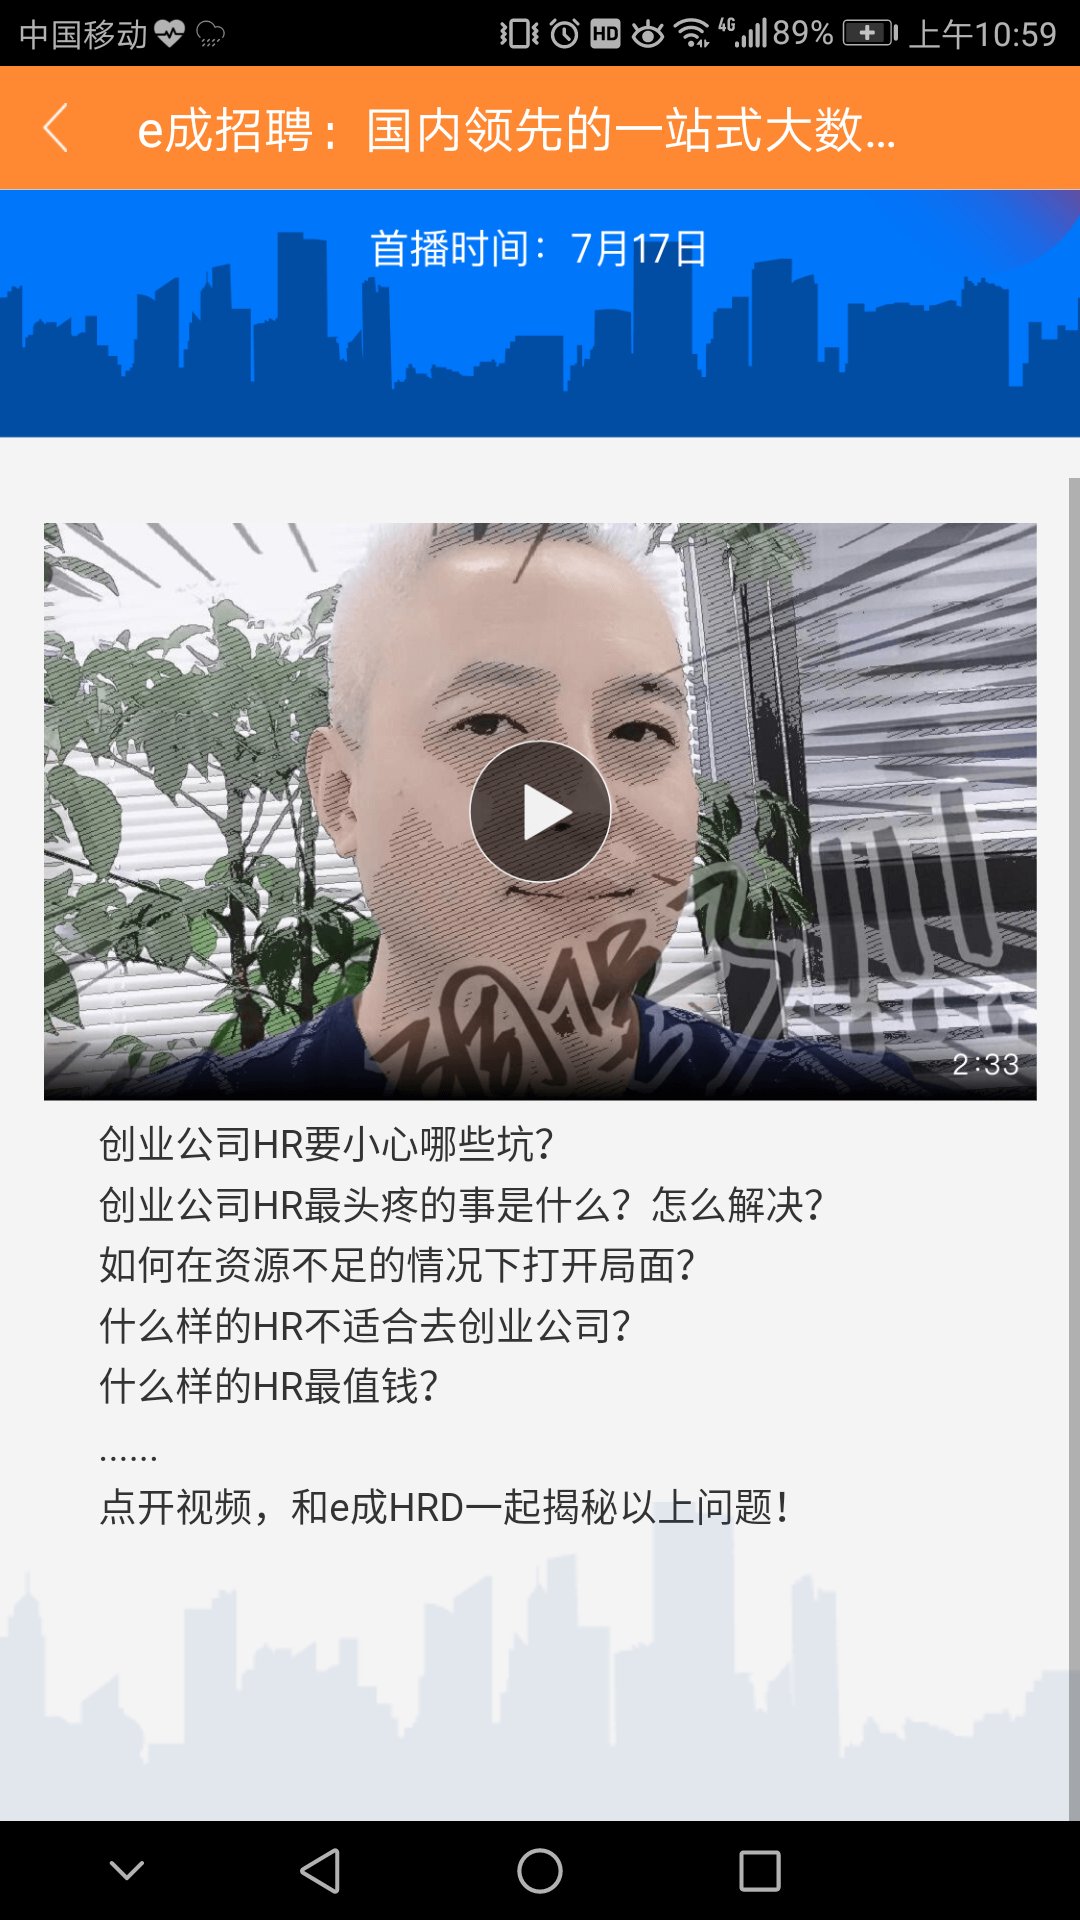 中国移动 HD 4G 89% 上午10:59
e成招聘：国内领先的一站式大数...
首播时间：7月17日
2:33
创业公司HR要小心哪些坑？
创业公司HR最头疼的事是什么？怎么解决？
如何在资源不足的情况下打开局面？
什么样的HR不适合去创业公司？
什么样的HR最值钱？
......
点开视频，和e成HRD一起揭秘以上问题！